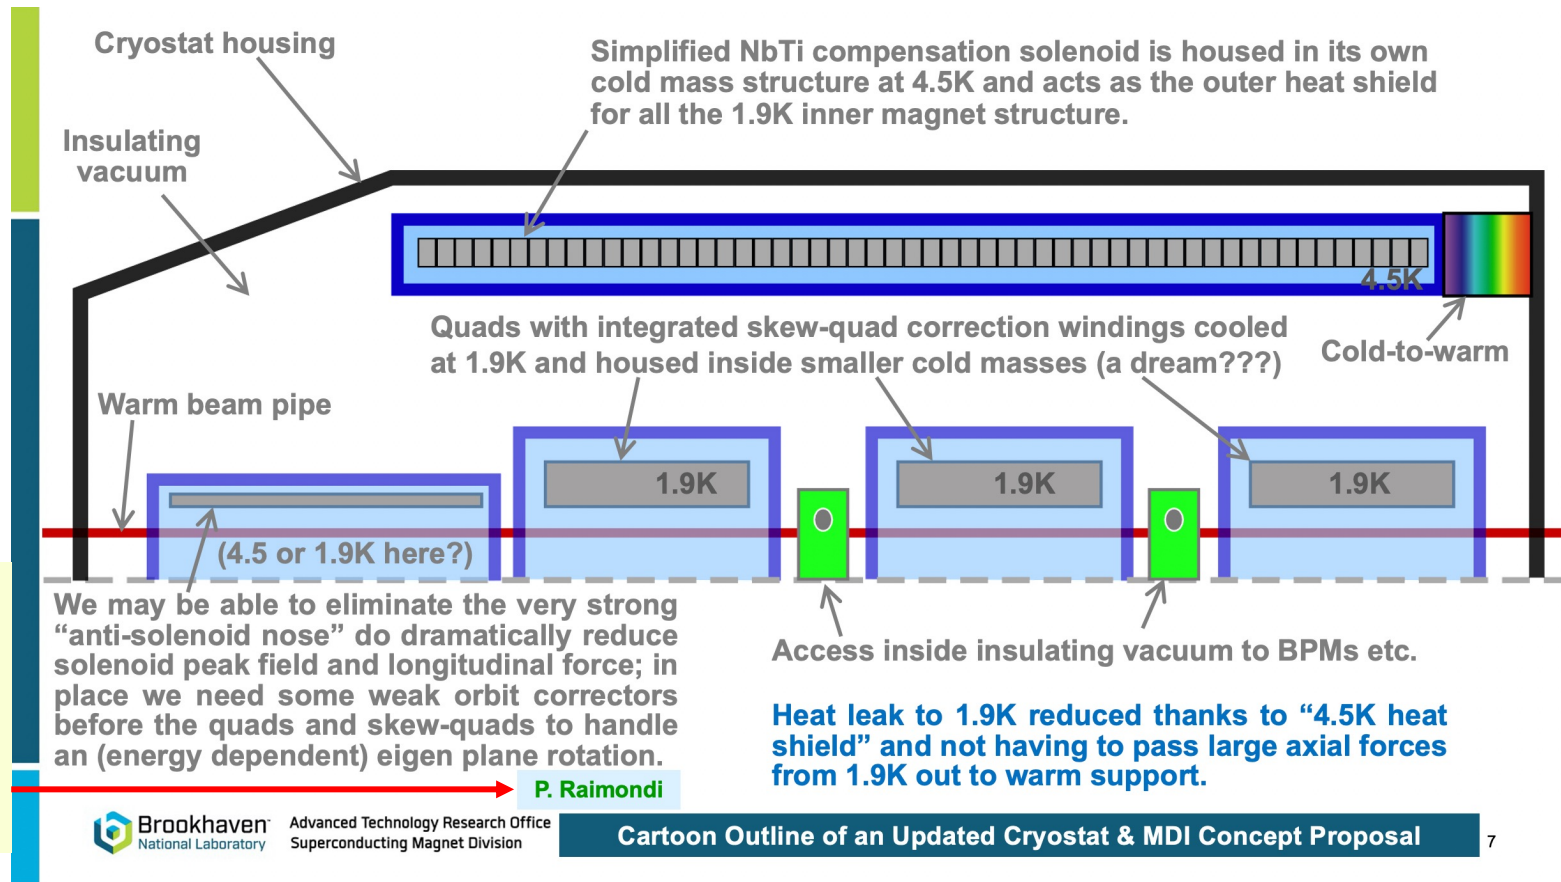 Cryostat housing
Simplified NbTi compensation solenoid is housed in its own
cold mass structure at 4.5K and acts as the outer heat shield
for all the 1.9K inner magnet structure.
Insulating
vacuum
4.5K
Quads with integrated skew-quad correction windings cooled
at 1.9K and housed inside smaller cold masses (a dream???)
Cold-to-warm
Warm beam pipe
1.9K
1.9K
1.9K
(4.5 or 1.9K here?)
We may be able to eliminate the very strong
“anti-solenoid nose” do dramatically reduce
solenoid peak field and longitudinal force; in
place we need some weak orbit correctors
before the quads and skew-quads to handle
an (energy dependent) eigen plane rotation.
Access inside insulating vacuum to BPMs etc.
Heat leak to 1.9K reduced thanks to “4.5K heat
shield” and not having to pass large axial forces
from 1.9K out to warm support.
P. Raimondi
Brookhaven
National Laboratory
Advanced Technology Research Office
Superconducting Magnet Division
Cartoon Outline of an Updated Cryostat & MDI Concept Proposal
7